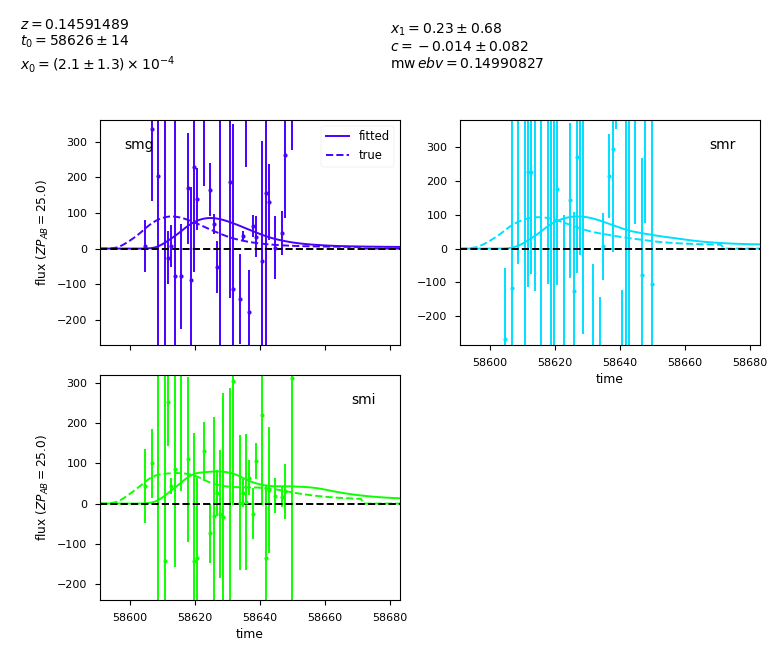 z = 0.14591489
t₀ = 58626 ± 14
x₀ = (2.1 ± 1.3) × 10⁻⁴
x₁ = 0.23 ± 0.68
c = −0.014 ± 0.082
mw ebv = 0.14990827
smg
fitted
true
300
200
100
0
−100
−200
flux (ZP_AB = 25.0)
smr
300
200
100
0
−100
−200
58600 58620 58640 58660 58680
time
smi
300
200
100
0
−100
−200
flux (ZP_AB = 25.0)
58600 58620 58640 58660 58680
time